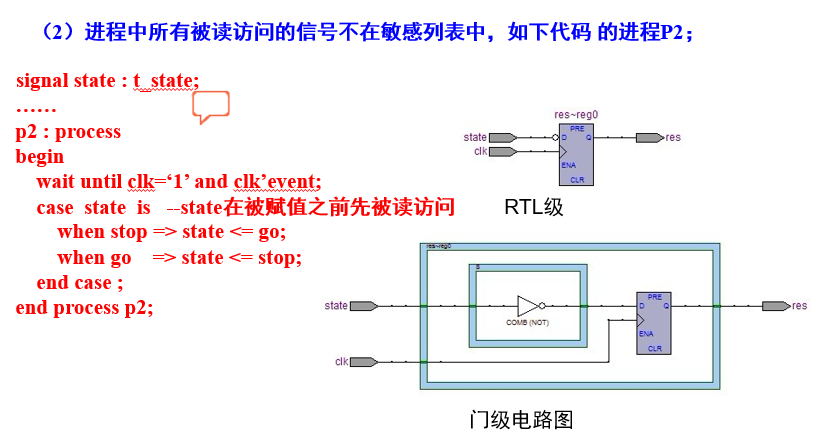 （2）进程中所有被读访问的信号不在敏感列表中，如下代码 的进程P2；
signal state : t_state;
……
p2 : process
begin
wait until clk=‘1’ and clk’event;
case state is --state在被赋值之前先被读访问
when stop => state <= go;
when go => state <= stop;
end case ;
end process p2;
res~reg0
state
clk
PRE
D Q
ENA
CLR
res
RTL级
res~reg0
S
state
COMB (NOT)
PRE
D Q
ENA
CLR
res
clk
门级电路图